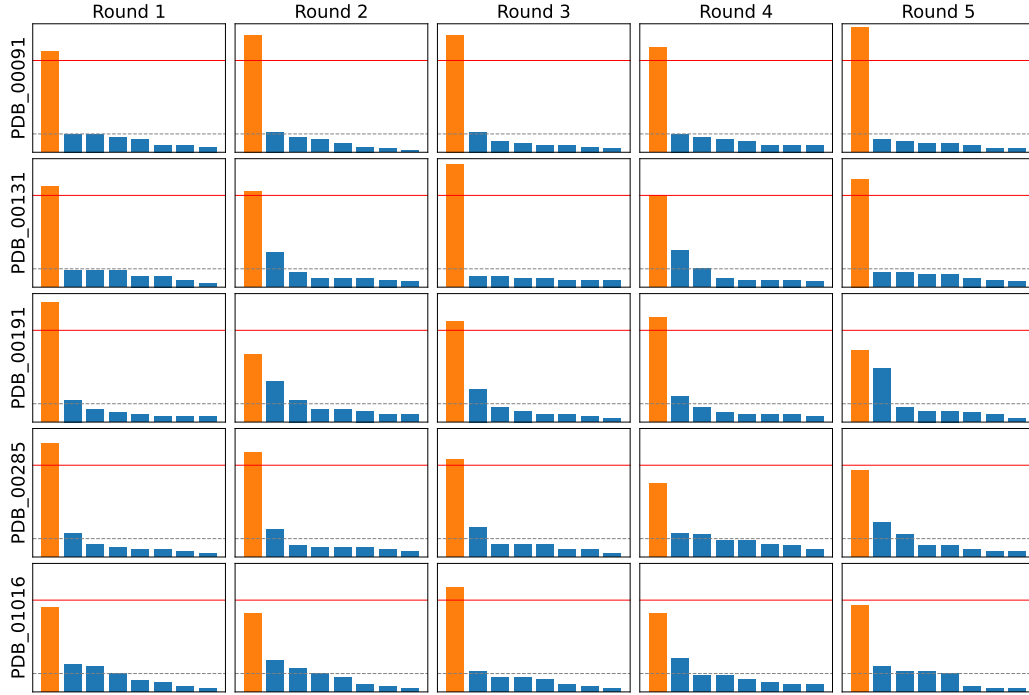 Round 1 Round 2 Round 3 Round 4 Round 5
PDB_00091
PDB_00131
PDB_00191
PDB_00285
PDB_01016